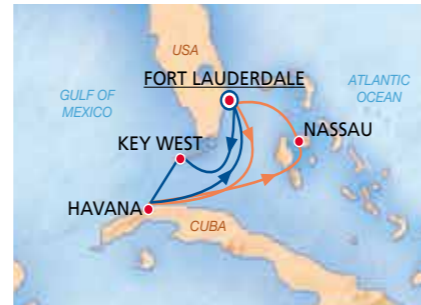 USA
FORT LAUDERDALE
GULF OF
MEXICO
ATLANTIC
OCEAN
KEY WEST
NASSAU
HAVANA
CUBA